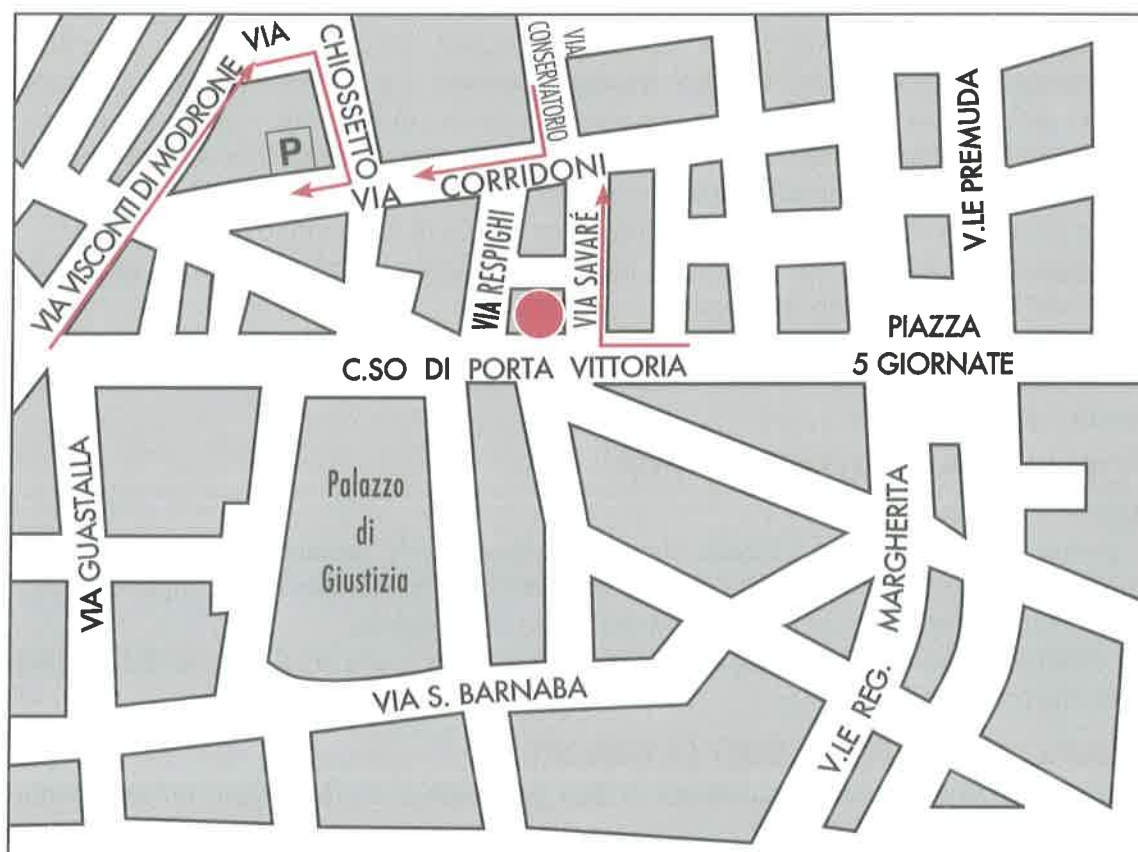 VIA CHIOSSETTO
VIA CONSERVATORIO
VIA VISCONTI DI MODRONE
P
VIA CORRIDONI
V.LE PREMUDA
VIA RESPIGHI
VIA SAVARÉ
PIAZZA
5 GIORNATE
C.SO DI PORTA VITTORIA
VIA GUASTALLA
Palazzo
di
Giustizia
V.LE REG. MARGHERITA
VIA S. BARNABA